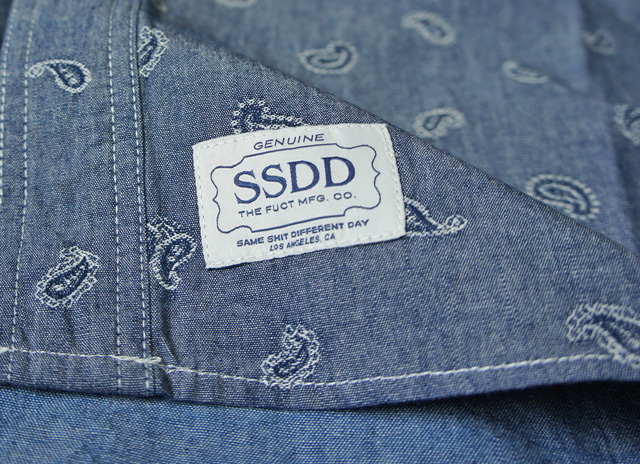 GENUINE
SSDD
THE FUCT MFG. CO.
SAME SHIT DIFFERENT DAY
LOS ANGELES, CA